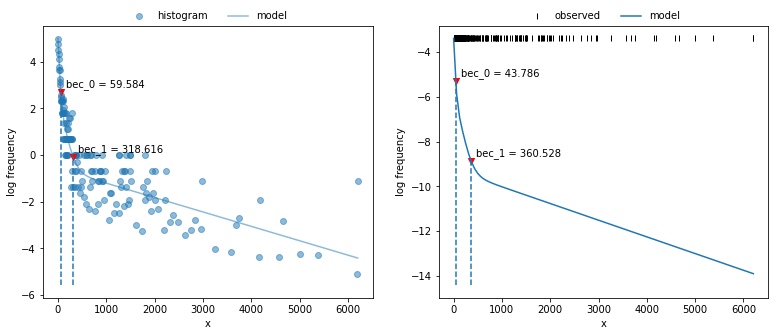 histogram model
bec_0 = 59.584
bec_1 = 318.616
4
2
0
−2
−4
−6
log frequency
0 1000 2000 3000 4000 5000 6000
x
observed model
bec_0 = 43.786
bec_1 = 360.528
−4
−6
−8
−10
−12
−14
log frequency
0 1000 2000 3000 4000 5000 6000
x